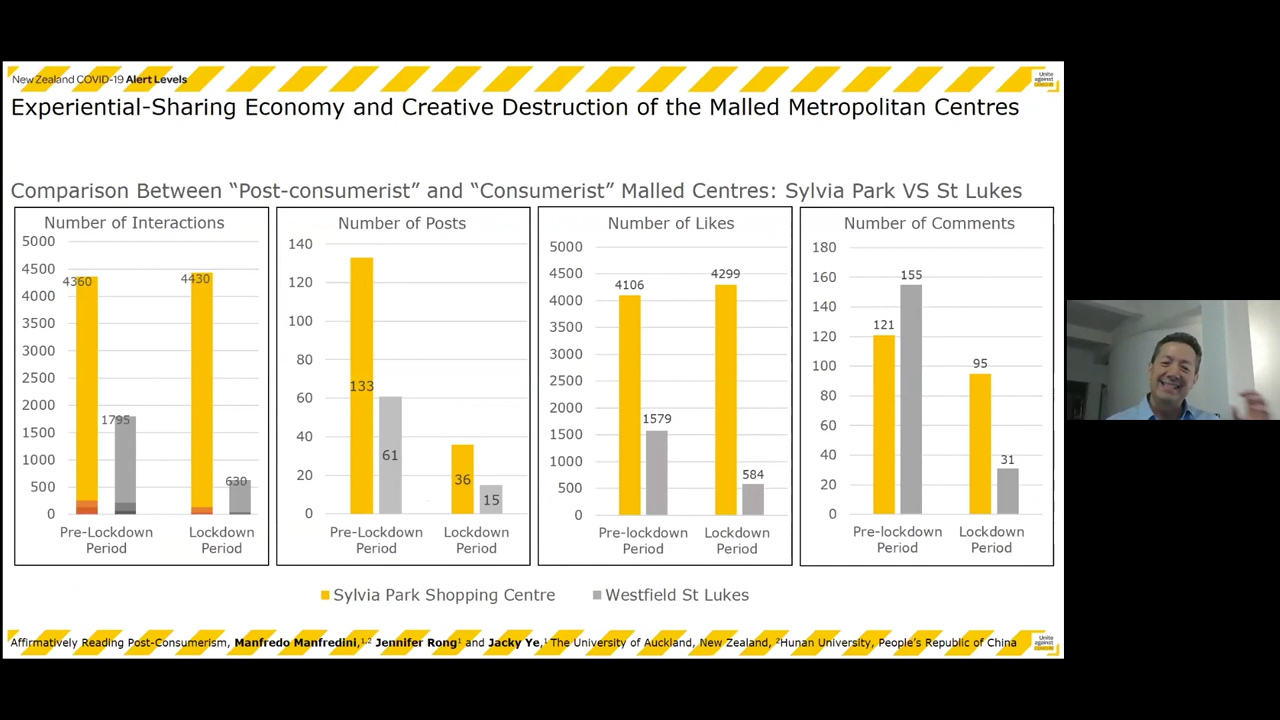 New Zealand COVID-19 Alert Levels
Unite
against
Experiential-Sharing Economy and Creative Destruction of the Malled Metropolitan Centres
Comparison Between “Post-consumerist” and “Consumerist” Malled Centres: Sylvia Park VS St Lukes
Number of Interactions
5000
4500
4000
3500
3000
2500
2000
1500
1000
500
0
4360
1795
4430
630
Pre-Lockdown
Period
Lockdown
Period
Number of Posts
140
120
100
80
60
40
20
0
133
61
36
15
Pre-Lockdown
Period
Lockdown
Period
Number of Likes
5000
4500
4000
3500
3000
2500
2000
1500
1000
500
0
4106
1579
4299
584
Pre-lockdown
Period
Lockdown
Period
Number of Comments
180
160
140
120
100
80
60
40
20
0
121
155
95
31
Pre-lockdown
Period
Lockdown
Period
Sylvia Park Shopping Centre
Westfield St Lukes
Affirmatively Reading Post-Consumerism, Manfredo Manfredini,¹,² Jennifer Rong¹ and Jacky Ye,¹ The University of Auckland, New Zealand, ²Hunan University, People’s Republic of China
Unite
against